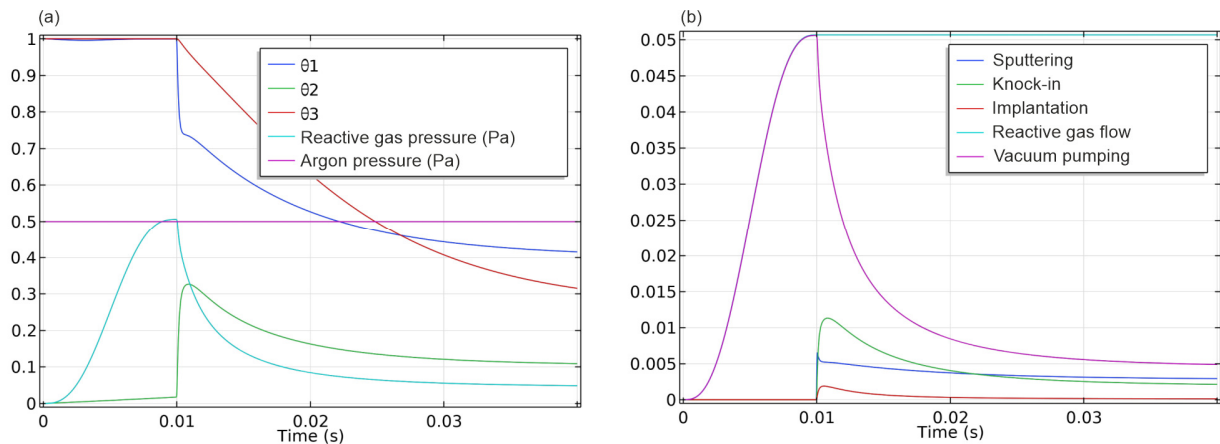 (a)
1
0.9
0.8
0.7
0.6
0.5
0.4
0.3
0.2
0.1
0
θ1
θ2
θ3
Reactive gas pressure (Pa)
Argon pressure (Pa)
0 0.01 0.02 0.03
Time (s)
(b)
0.05
0.045
0.04
0.035
0.03
0.025
0.02
0.015
0.01
0.005
0
Sputtering
Knock-in
Implantation
Reactive gas flow
Vacuum pumping
0 0.01 0.02 0.03
Time (s)